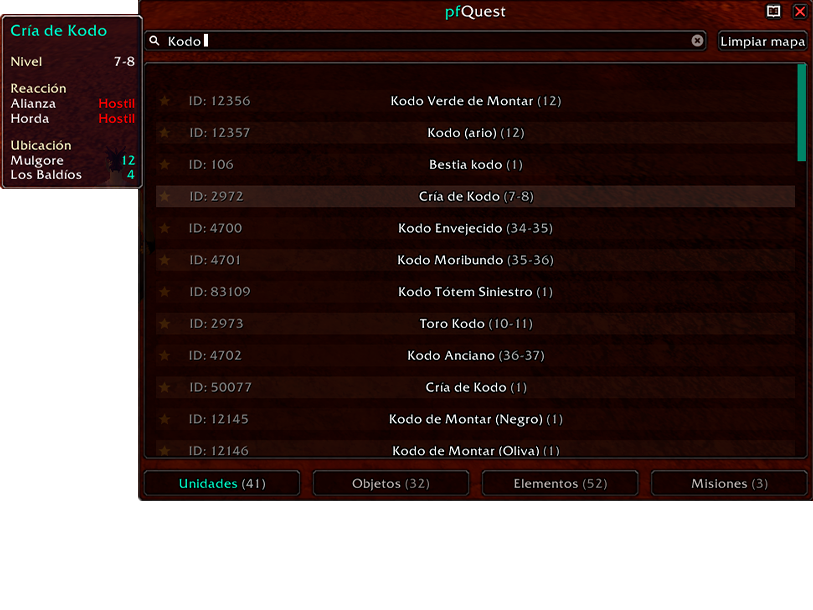 pfQuest
Cría de Kodo
Nivel 7-8
Reacción
Alianza Hostil
Horda Hostil
Ubicación
Mulgore 12
Los Baldíos 4
Kodo
Limpiar mapa
ID: 12356 Kodo Verde de Montar (12)
ID: 12357 Kodo (ario) (12)
ID: 106 Bestia kodo (1)
ID: 2972 Cría de Kodo (7-8)
ID: 4700 Kodo Envejecido (34-35)
ID: 4701 Kodo Moribundo (35-36)
ID: 83109 Kodo Tótem Siniestro (1)
ID: 2973 Toro Kodo (10-11)
ID: 4702 Kodo Anciano (36-37)
ID: 50077 Cría de Kodo (1)
ID: 12145 Kodo de Montar (Negro) (1)
ID: 12146 Kodo de Montar (Oliva) (1)
Unidades (41) Objetos (32) Elementos (52) Misiones (3)